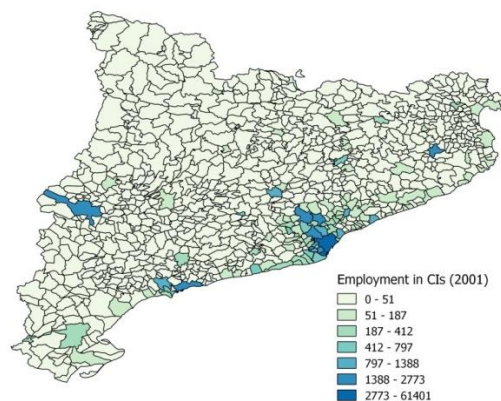 Employment in CIs (2001)
0 - 51
51 - 187
187 - 412
412 - 797
797 - 1388
1388 - 2773
2773 - 61401